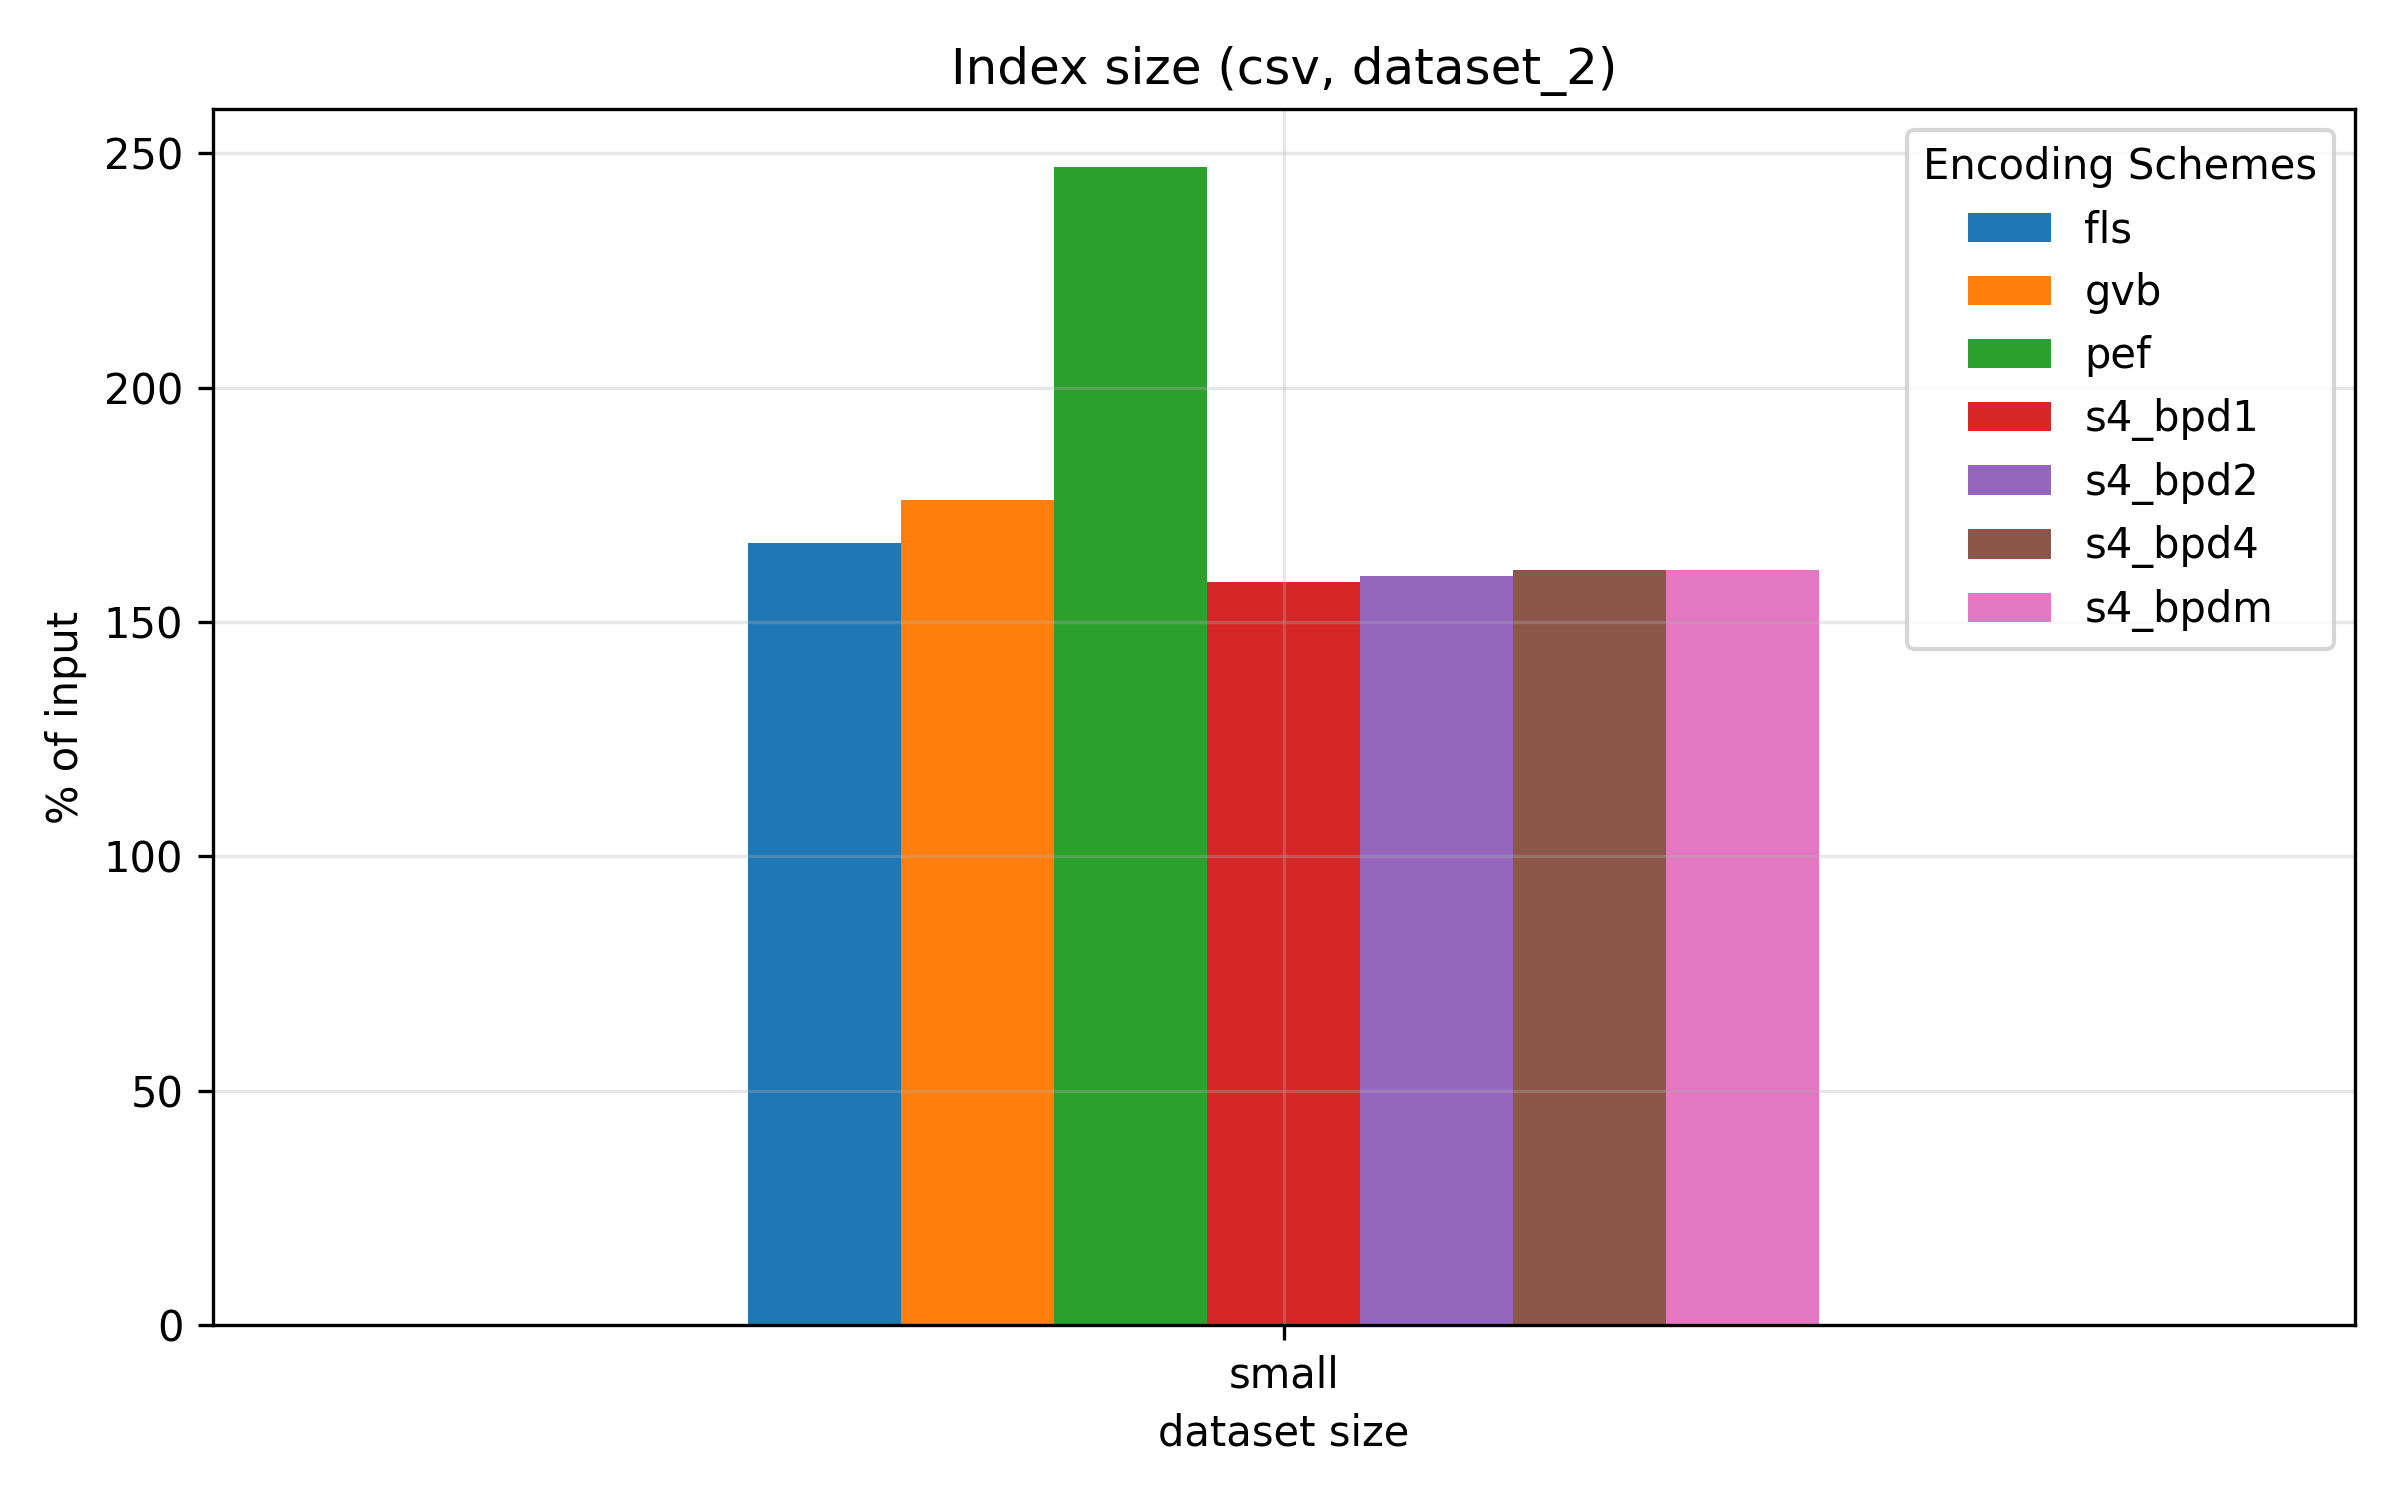 Index size (csv, dataset_2)
% of input
250
200
150
100
50
0
small
dataset size
Encoding Schemes
fls
gvb
pef
s4_bpd1
s4_bpd2
s4_bpd4
s4_bpdm